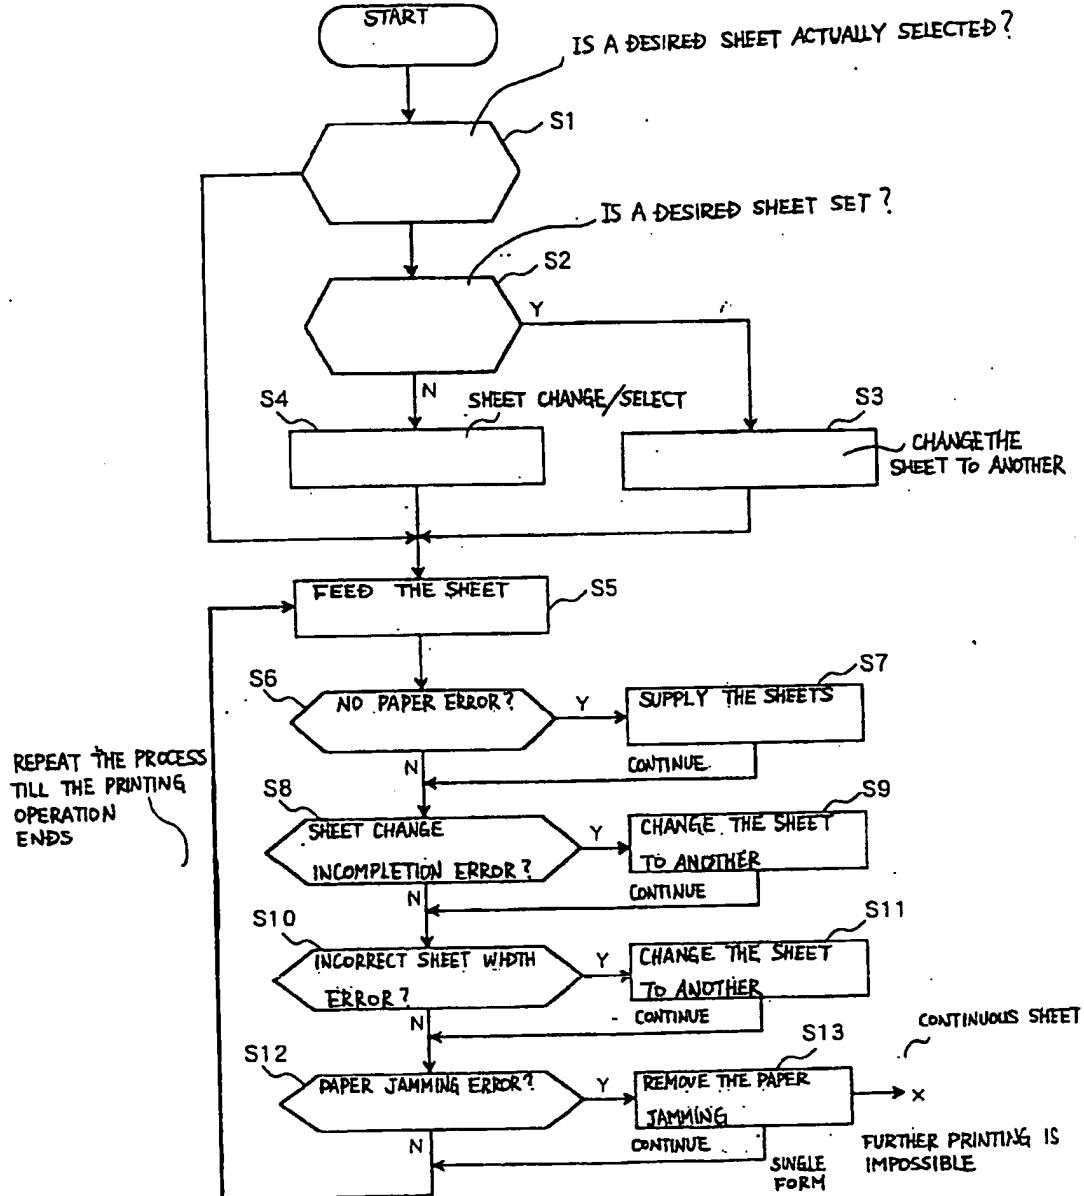 START
IS A DESIRED SHEET ACTUALLY SELECTED?
S1
IS A DESIRED SHEET SET?
S2
Y
N
S4
SHEET CHANGE/SELECT
S3
CHANGE THE
SHEET TO ANOTHER
FEED THE SHEET
S5
S6
NO PAPER ERROR?
Y
S7
SUPPLY THE SHEETS
N
CONTINUE
REPEAT THE PROCESS
TILL THE PRINTING
OPERATION
ENDS
S8
SHEET CHANGE
INCOMPLETION ERROR?
Y
S9
CHANGE THE SHEET
TO ANOTHER
N
CONTINUE
S10
INCORRECT SHEET WIDTH
ERROR?
Y
S11
CHANGE THE SHEET
TO ANOTHER
N
CONTINUE
CONTINUOUS SHEET
S12
PAPER JAMMING ERROR?
Y
S13
REMOVE THE PAPER
JAMMING
X
N
CONTINUE
SINGLE
FORM
FURTHER PRINTING IS
IMPOSSIBLE